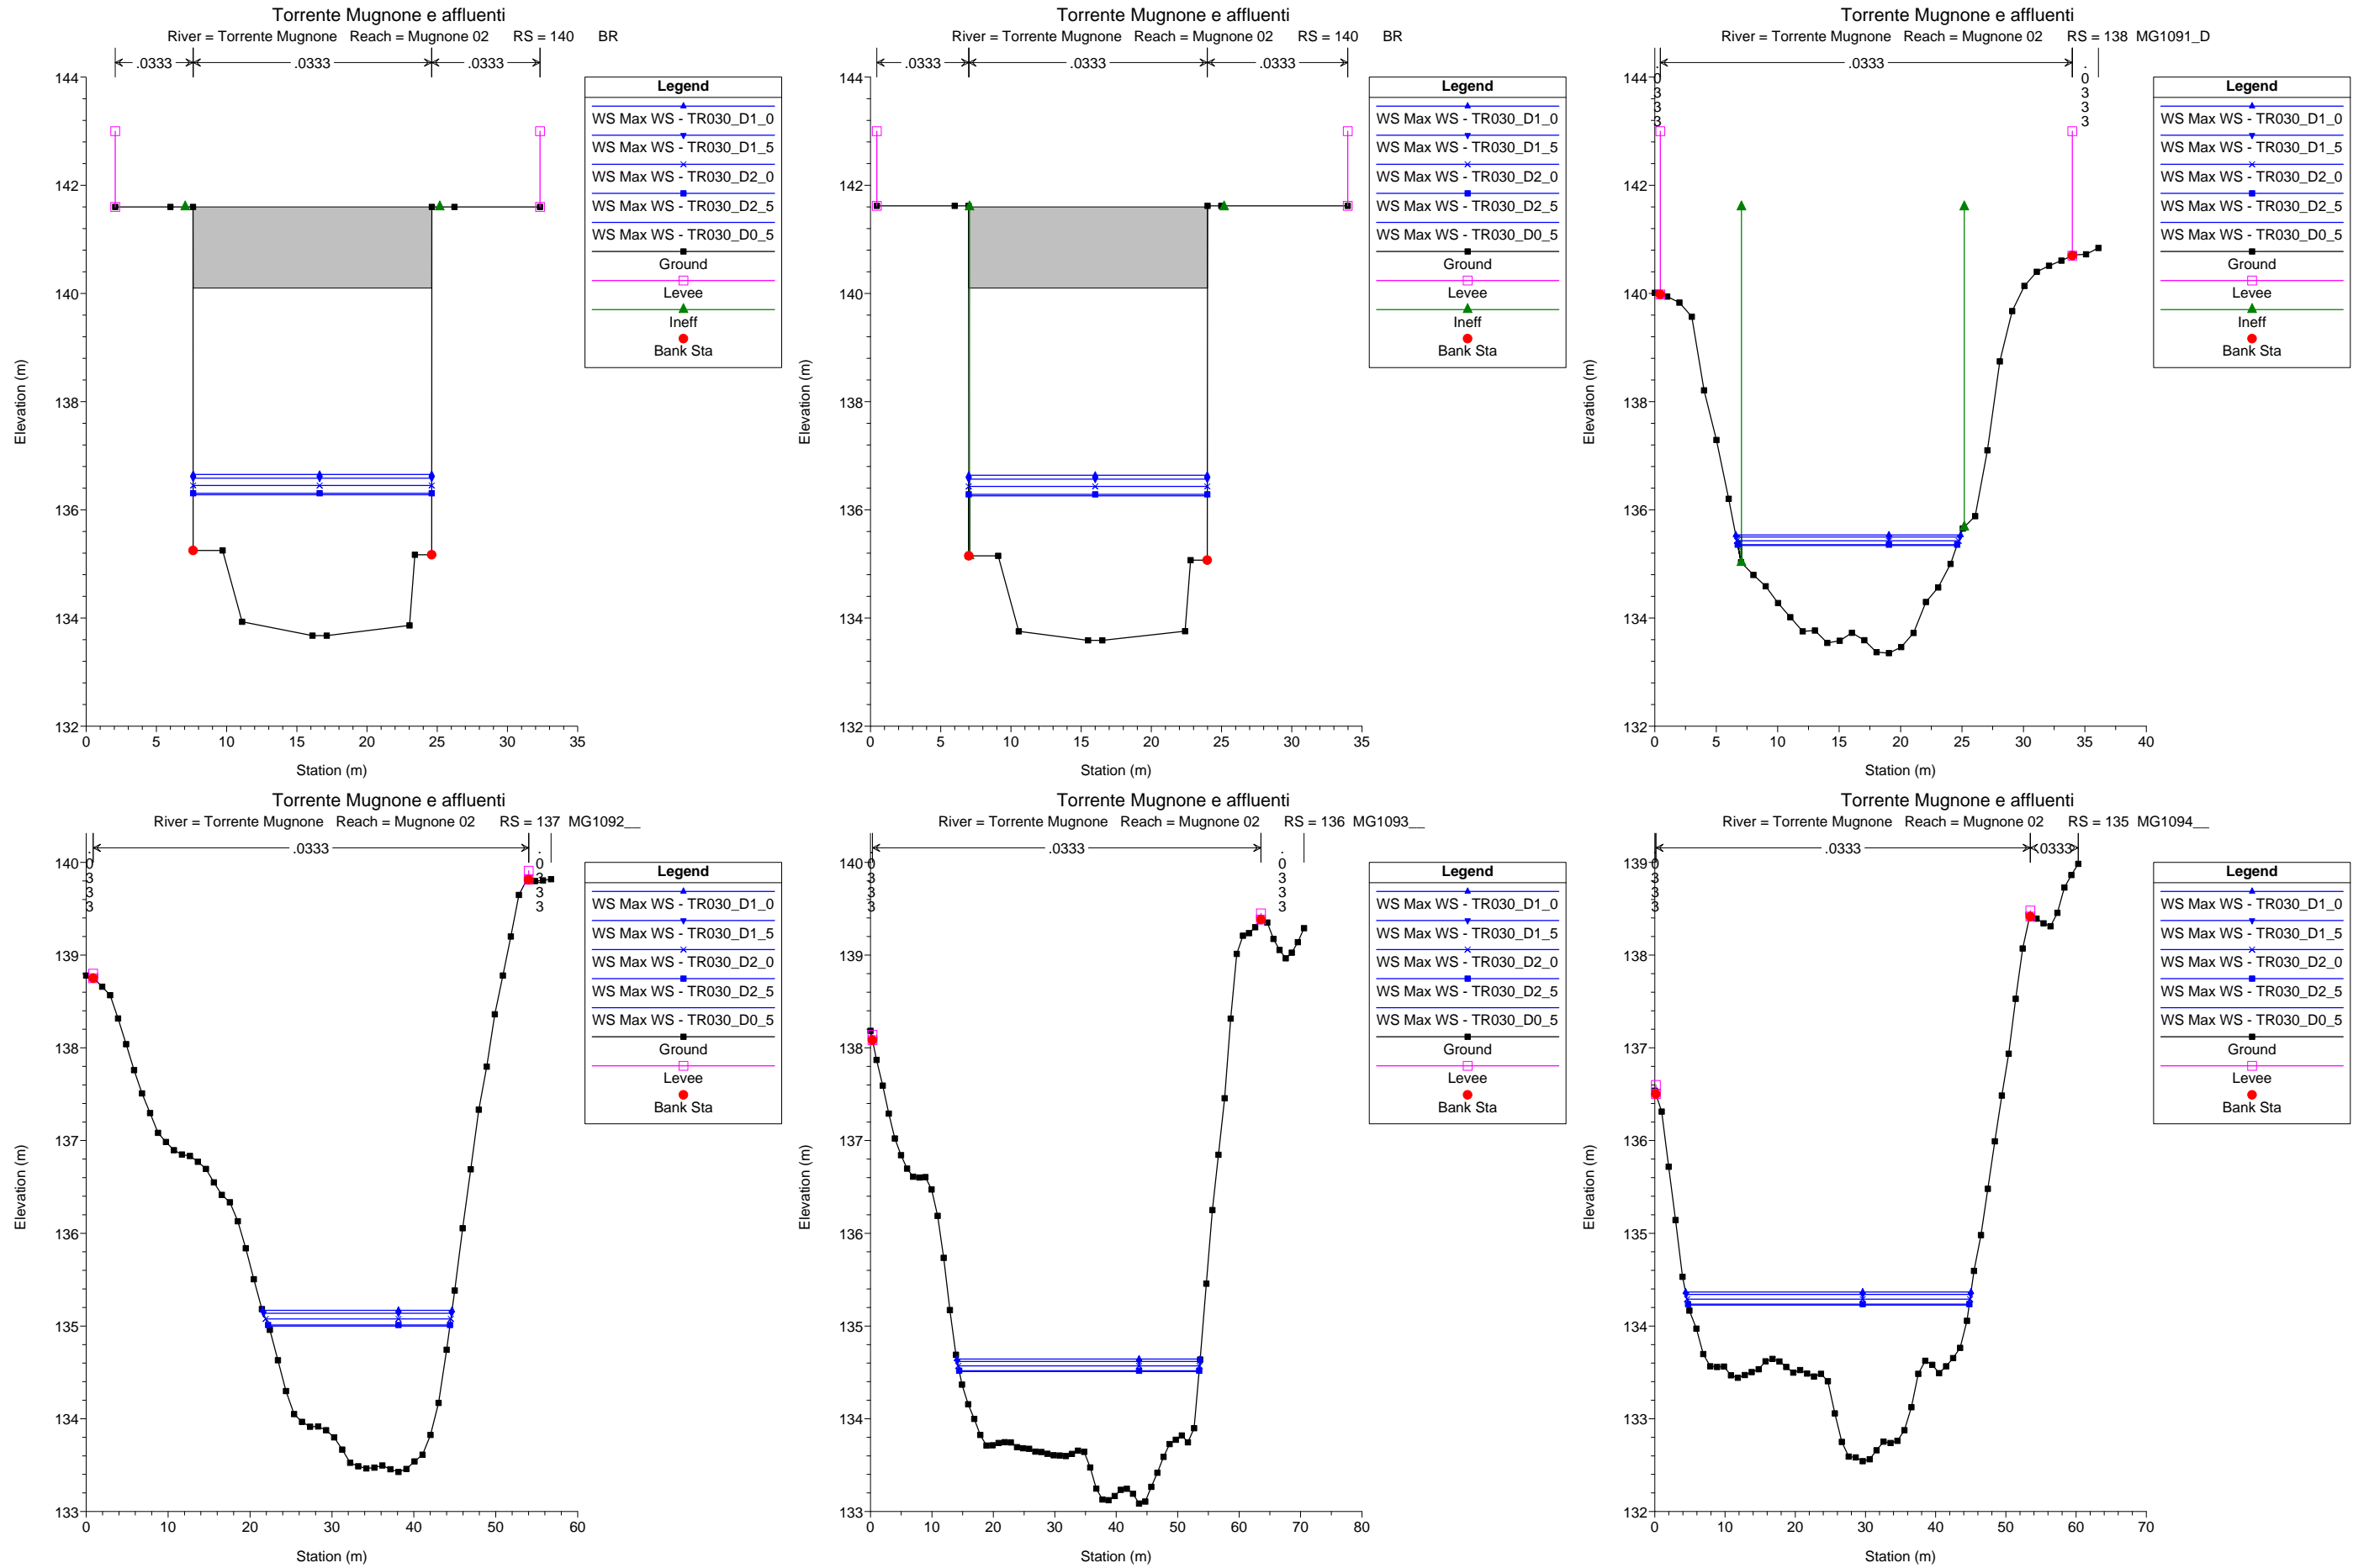 Torrente Mugnone e affluenti
River = Torrente Mugnone Reach = Mugnone 02 RS = 140 BR
.0333 .0333 .0333
144
142
140
138
136
134
132
0 5 10 15 20 25 30 35
Station (m)
Elevation (m)
Legend
WS Max WS - TR030_D1_0
WS Max WS - TR030_D1_5
WS Max WS - TR030_D2_0
WS Max WS - TR030_D2_5
WS Max WS - TR030_D0_5
Ground
Levee
Ineff
Bank Sta
Torrente Mugnone e affluenti
River = Torrente Mugnone Reach = Mugnone 02 RS = 140 BR
.0333 .0333 .0333
144
142
140
138
136
134
132
0 5 10 15 20 25 30 35
Station (m)
Elevation (m)
Legend
WS Max WS - TR030_D1_0
WS Max WS - TR030_D1_5
WS Max WS - TR030_D2_0
WS Max WS - TR030_D2_5
WS Max WS - TR030_D0_5
Ground
Levee
Ineff
Bank Sta
Torrente Mugnone e affluenti
River = Torrente Mugnone Reach = Mugnone 02 RS = 138 MG1091_D
.0333 .0333 .0333
144
142
140
138
136
134
132
0 5 10 15 20 25 30 35 40
Station (m)
Elevation (m)
Legend
WS Max WS - TR030_D1_0
WS Max WS - TR030_D1_5
WS Max WS - TR030_D2_0
WS Max WS - TR030_D2_5
WS Max WS - TR030_D0_5
Ground
Levee
Ineff
Bank Sta
Torrente Mugnone e affluenti
River = Torrente Mugnone Reach = Mugnone 02 RS = 137 MG1092__
.0333 .0333 .0333
140
139
138
137
136
135
134
133
0 10 20 30 40 50 60
Station (m)
Elevation (m)
Legend
WS Max WS - TR030_D1_0
WS Max WS - TR030_D1_5
WS Max WS - TR030_D2_0
WS Max WS - TR030_D2_5
WS Max WS - TR030_D0_5
Ground
Levee
Bank Sta
Torrente Mugnone e affluenti
River = Torrente Mugnone Reach = Mugnone 02 RS = 136 MG1093__
.0333 .0333 .0333
140
139
138
137
136
135
134
133
0 10 20 30 40 50 60 70 80
Station (m)
Elevation (m)
Legend
WS Max WS - TR030_D1_0
WS Max WS - TR030_D1_5
WS Max WS - TR030_D2_0
WS Max WS - TR030_D2_5
WS Max WS - TR030_D0_5
Ground
Levee
Bank Sta
Torrente Mugnone e affluenti
River = Torrente Mugnone Reach = Mugnone 02 RS = 135 MG1094__
.0333 .0333 .0333
139
138
137
136
135
134
133
132
0 10 20 30 40 50 60 70
Station (m)
Elevation (m)
Legend
WS Max WS - TR030_D1_0
WS Max WS - TR030_D1_5
WS Max WS - TR030_D2_0
WS Max WS - TR030_D2_5
WS Max WS - TR030_D0_5
Ground
Levee
Bank Sta